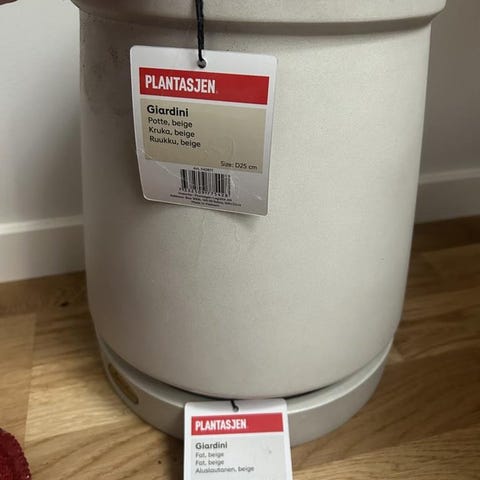 PLANTASJEN
Giardini
Potte, beige
Kruka, beige
Ruukku, beige
Size: D25 cm
PLANTASJEN
Giardini
Fat, beige
Fat, beige
Aluslautanen, beige